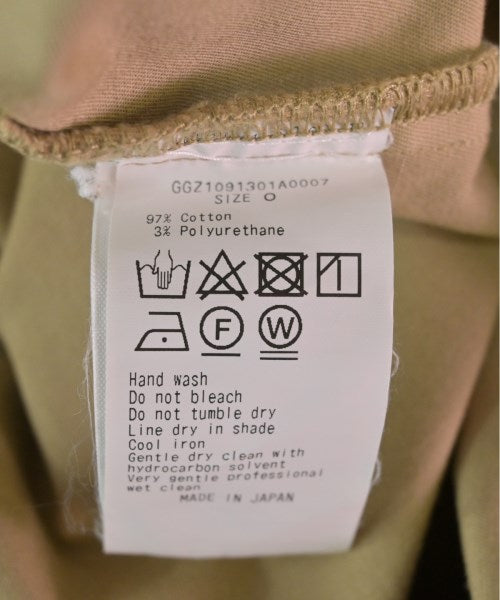 GGZ1091301A0007
SIZE 0
97% Cotton
3% Polyurethane
F W
Hand wash
Do not bleach
Do not tumble dry
Line dry in shade
Cool iron
Gentle dry clean with
hydrocarbon solvent
Very gentle professional
wet clean
MADE IN JAPAN